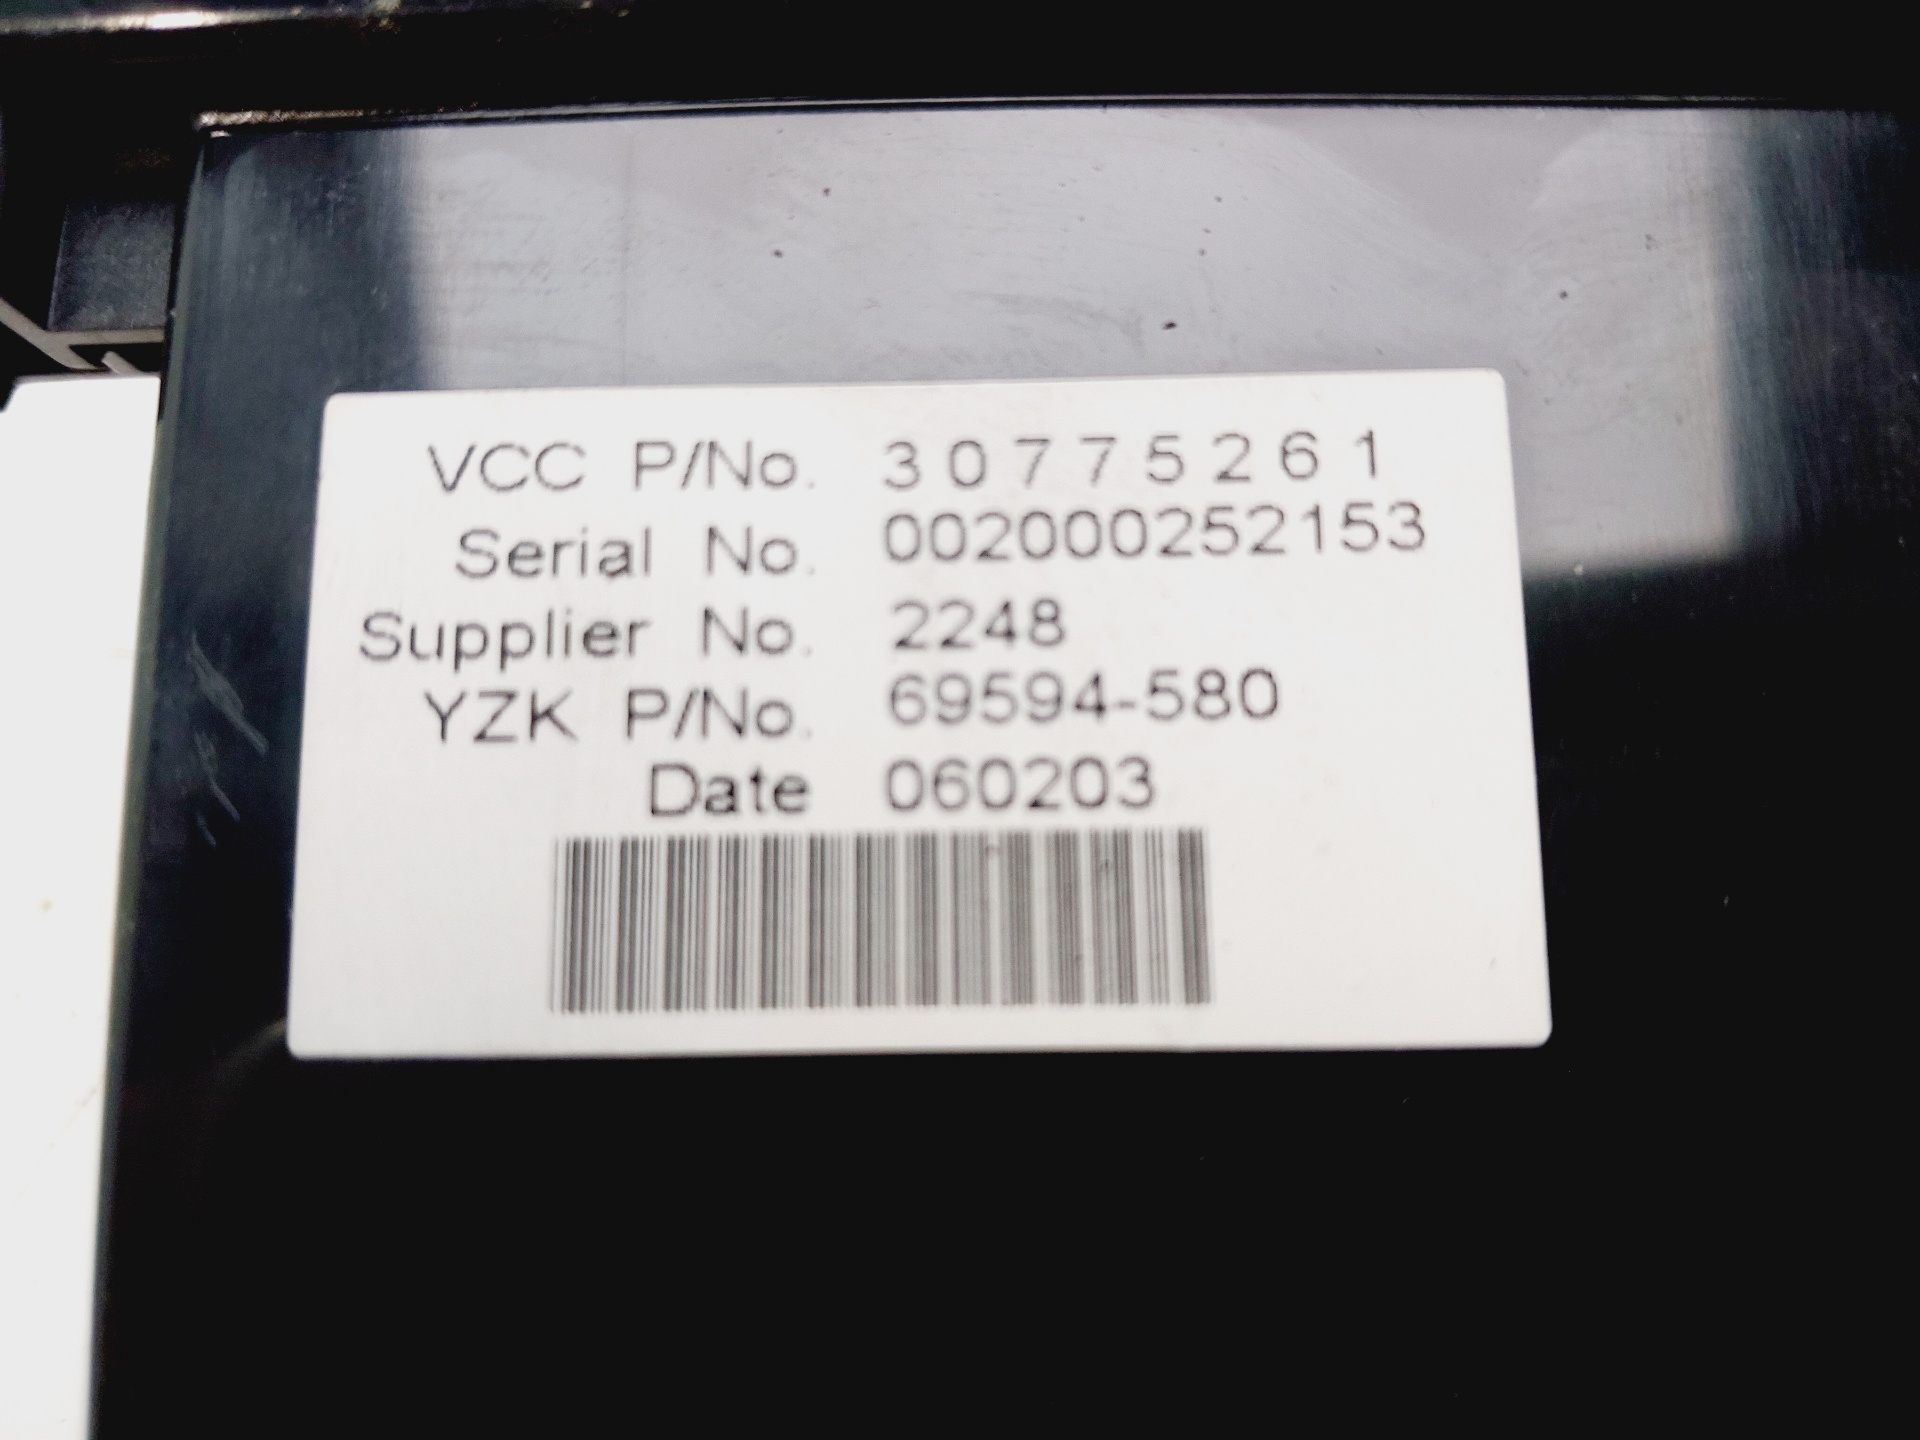 VCC P/No. 30775261
Serial No. 002000252153
Supplier No. 2248
YZK P/No. 69594-580
Date 060203